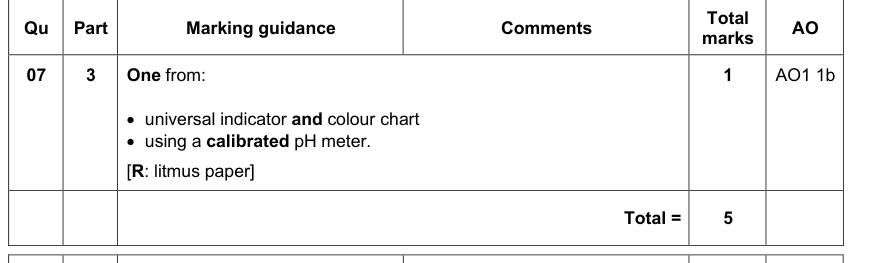 Qu Part Marking guidance Comments Total marks AO
07 3 One from: 1 AO1 1b
• universal indicator and colour chart
• using a calibrated pH meter.
[R: litmus paper]
Total = 5